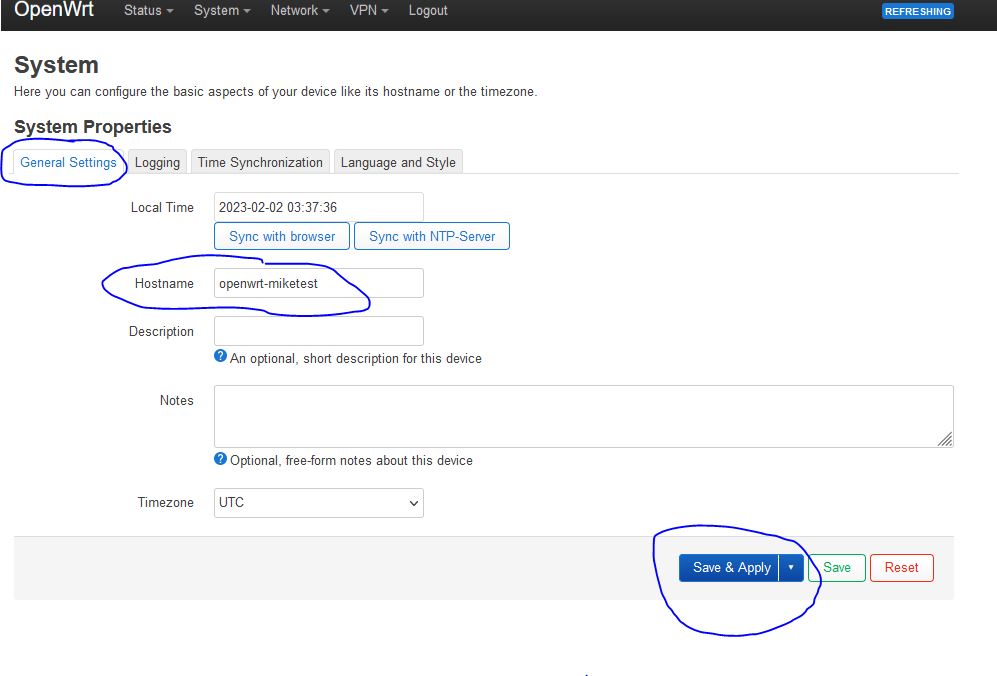 OpenWrt Status System Network VPN Logout REFRESHING
System
Here you can configure the basic aspects of your device like its hostname or the timezone.
System Properties
General Settings Logging Time Synchronization Language and Style
Local Time 2023-02-02 03:37:36
Sync with browser Sync with NTP-Server
Hostname openwrt-miketest
Description
? An optional, short description for this device
Notes
? Optional, free-form notes about this device
Timezone UTC
Save & Apply Save Reset